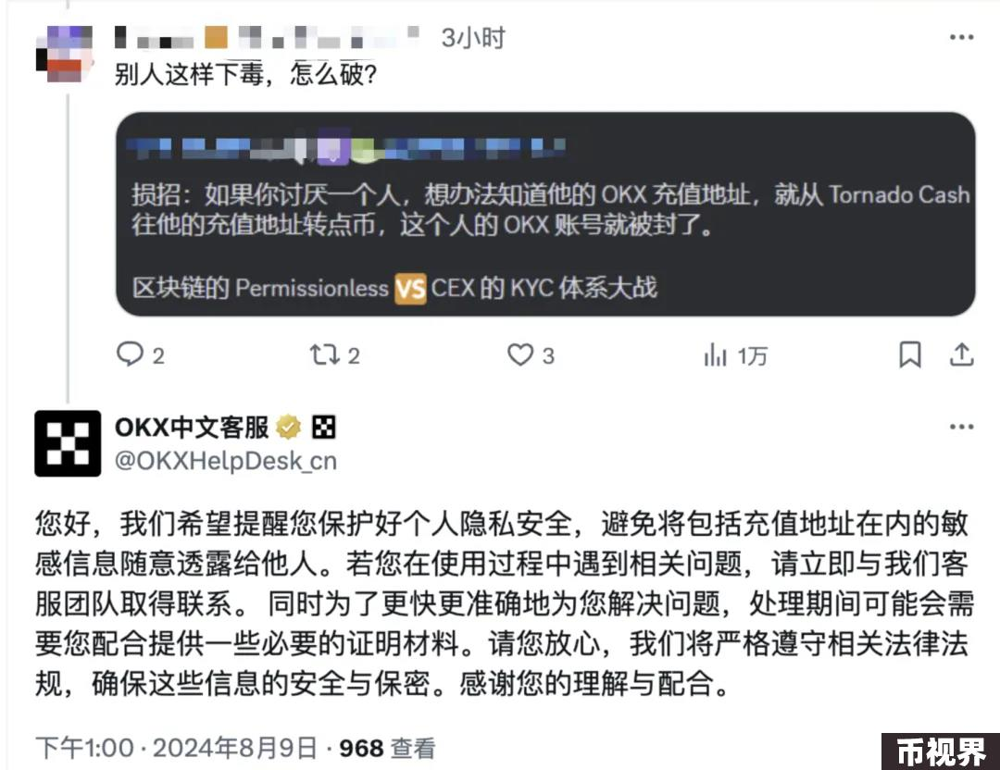 3小时
别人这样下毒，怎么破？
损招：如果你讨厌一个人，想办法知道他的 OKX 充值地址，就从 Tornado Cash
往他的充值地址转点币，这个人的 OKX 账号就被封了。
区块链的 Permissionless VS CEX 的 KYC 体系大战
2 2 3 1万
OKX中文客服
@OKXHelpDesk_cn
您好，我们希望提醒您保护好个人隐私安全，避免将包括充值地址在内的敏
感信息随意透露给他人。若您在使用过程中遇到相关问题，请立即与我们客
服团队取得联系。 同时为了更快更准确地为您解决问题，处理期间可能会需
要您配合提供一些必要的证明材料。请您放心，我们将严格遵守相关法律法
规，确保这些信息的安全与保密。感谢您的理解与配合。
下午1:00 · 2024年8月9日 · 968 查看
币视界